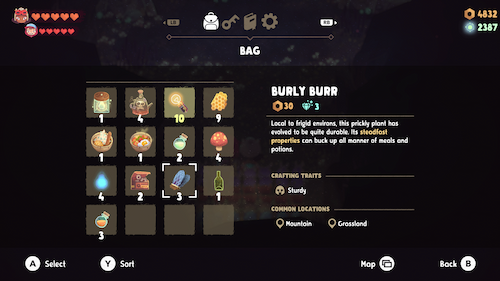 LB
RB
4832
2387
BAG
1
4
10
9
1
1
4
4
4
2
3
1
3
BURLY BURR
30
3
Local to frigid environs, this prickly plant has
evolved to be quite durable. Its steadfast
properties can buck up all manner of meals and
potions.
CRAFTING TRAITS
Sturdy
COMMON LOCATIONS
Mountain
Grassland
A Select
Y Sort
Map
Back B